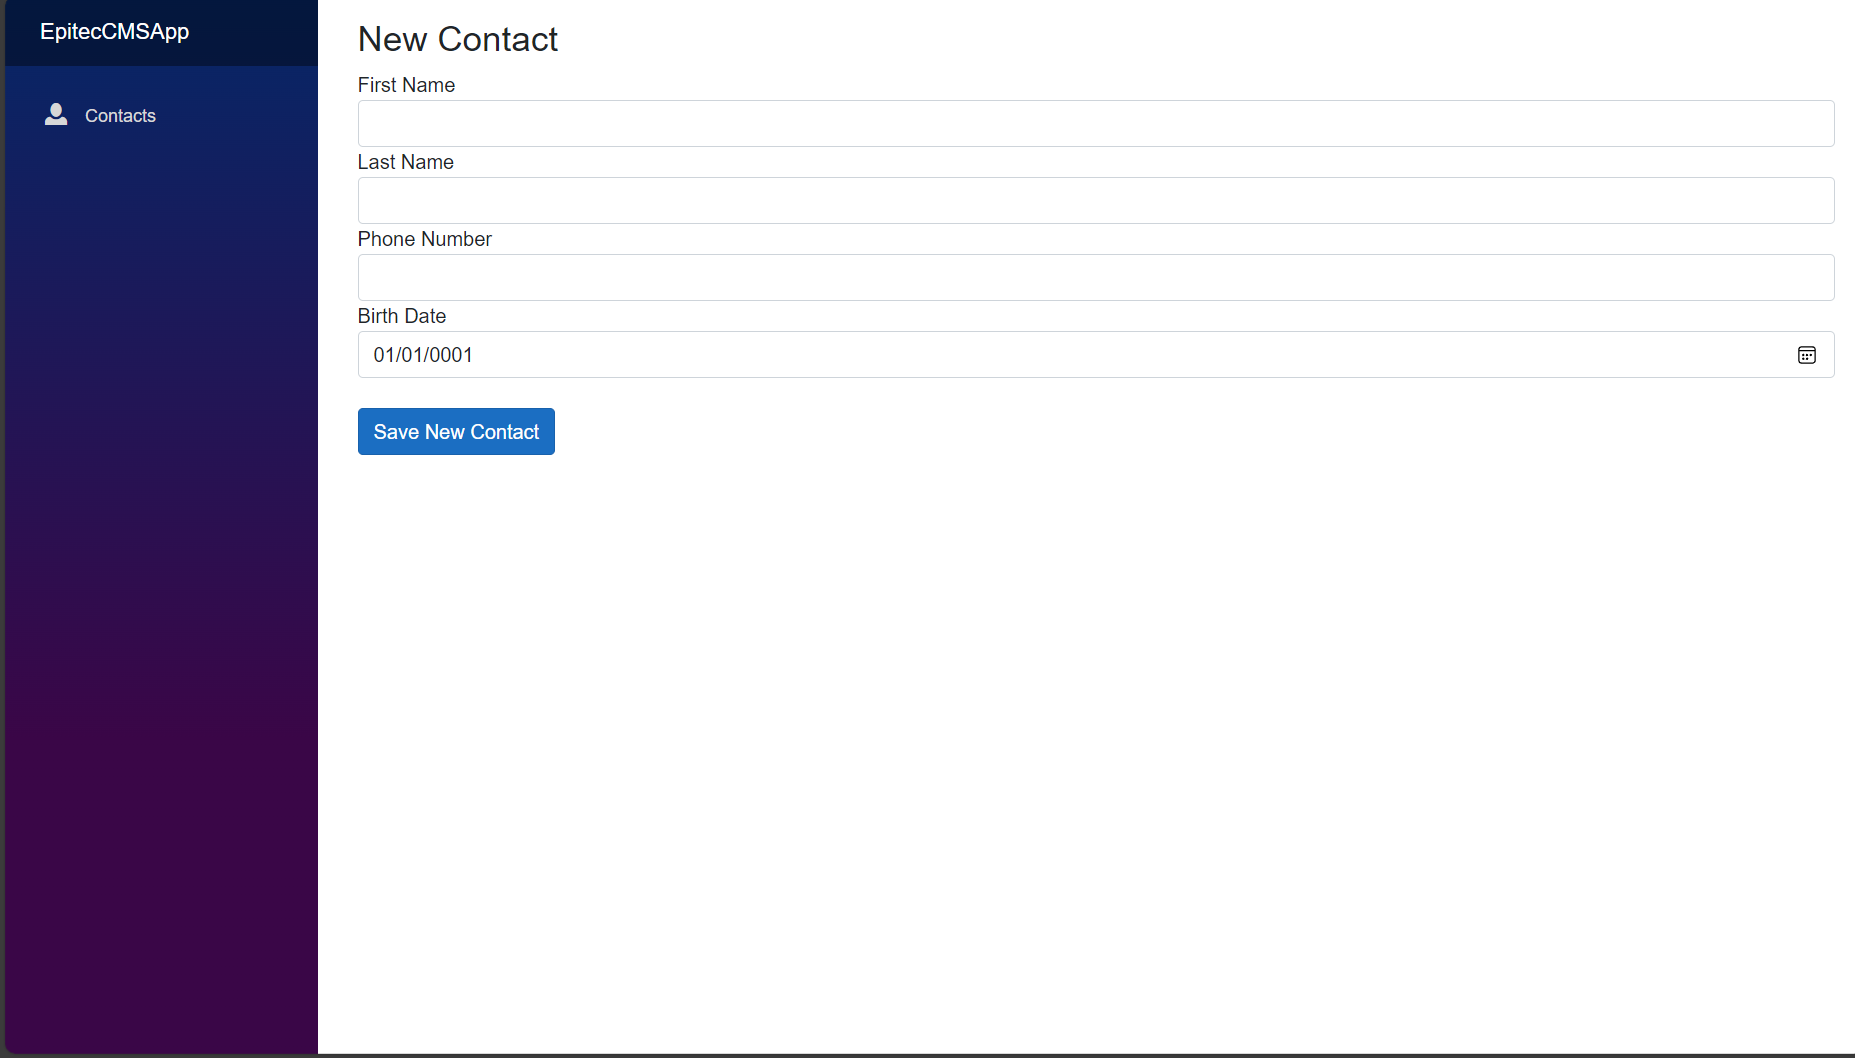 EpitecCMSApp
Contacts
New Contact
First Name
Last Name
Phone Number
Birth Date
01/01/0001
Save New Contact